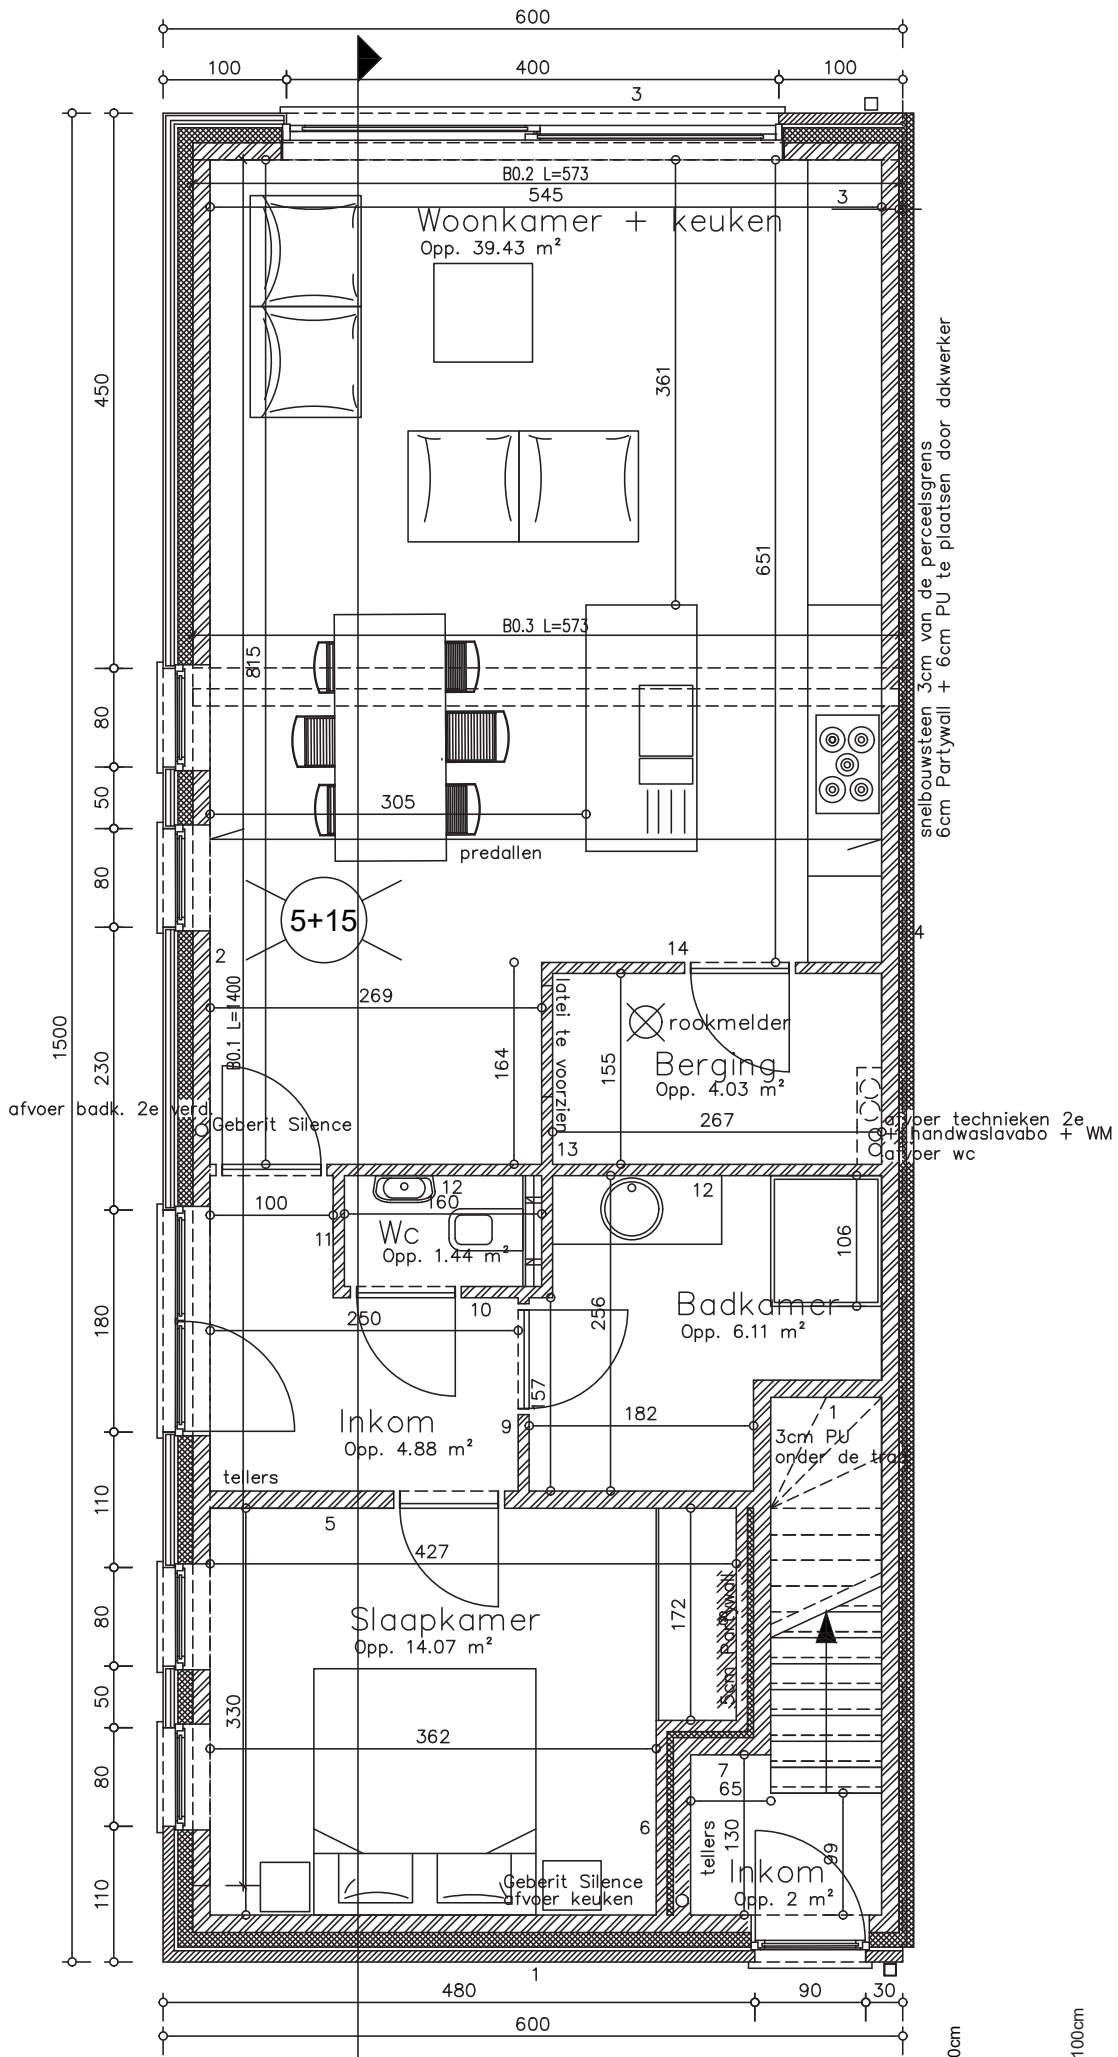 600
100
400
100
3
B0.2 L=573
545
3
Woonkamer + keuken
Opp. 39.43 m²
361
450
651
snelbouwsteen 3cm van de perceelsgrens
6cm Partywall + 6cm PU te plaatsen door dakwerker
B0.3 L=573
815
80
50
305
predallen
80
5+15
4
14
2
269
B0.1 L=1400
latei te voorzien
rookmelder
1500
164
155
Berging
Opp. 4.03 m²
230
afvoer badk. 2e verd.
Geberit Silence
267
afvoer technieken 2e
+ handwaslavabo + WM
afvoer wc
13
12
12
100
160
11
Wc
Opp. 1.44 m²
106
10
250
256
180
Badkamer
Opp. 6.11 m²
157
Inkom
Opp. 4.88 m²
9
182
1
3cm PU
onder de trap
tellers
110
5
427
80
Slaapkamer
Opp. 14.07 m²
172
5cm Partywall
8
50
330
362
80
7
65
6
tellers
130
99
Inkom
Opp. 2 m²
Geberit Silence
afvoer keuken
110
1
480
90
30
600
0cm
100cm